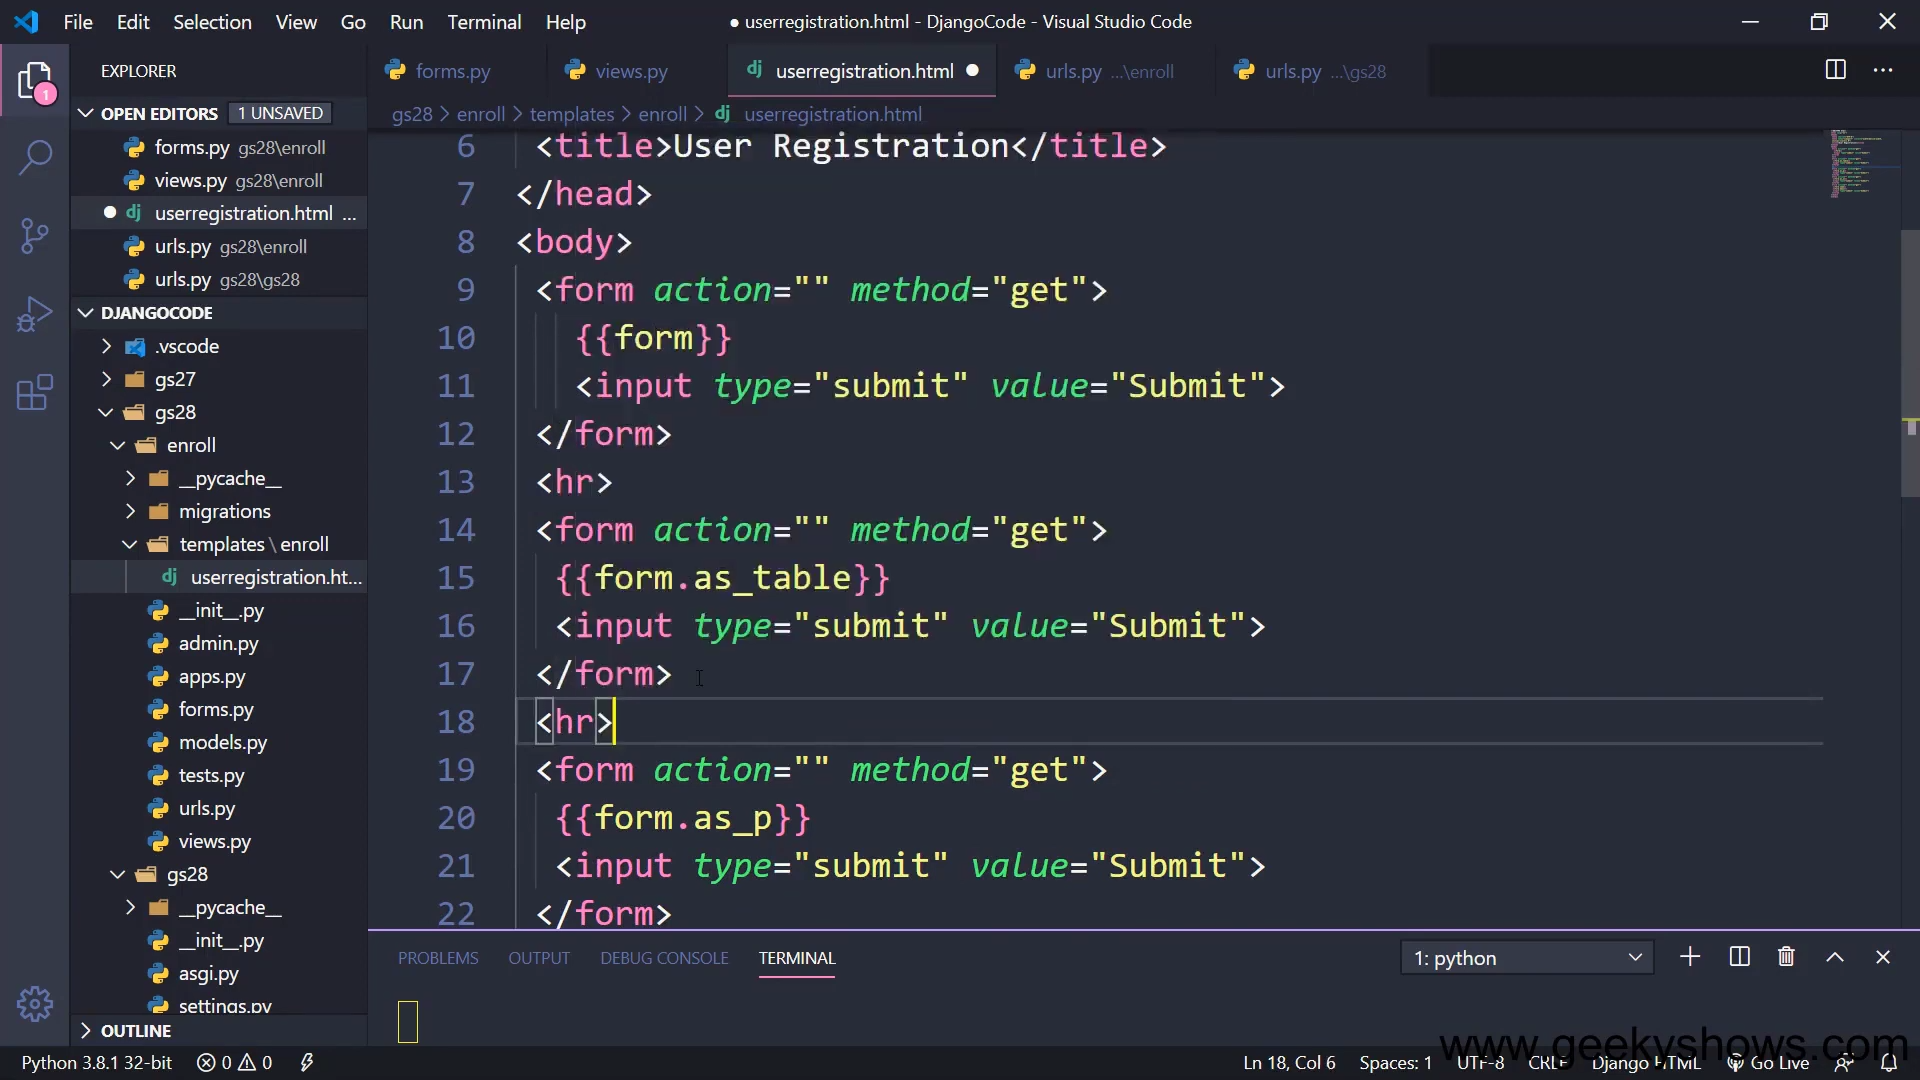 File Edit Selection View Go Run Terminal Help ● userregistration.html - DjangoCode - Visual Studio Code
EXPLORER
forms.py views.py userregistration.html urls.py ...\enroll urls.py ...\gs28
OPEN EDITORS 1 UNSAVED
gs28 > enroll > templates > enroll > userregistration.html
forms.py gs28\enroll
views.py gs28\enroll
userregistration.html ...
urls.py gs28\enroll
urls.py gs28\gs28
DJANGOCODE
.vscode
gs27
gs28
enroll
__pycache__
migrations
templates \ enroll
userregistration.ht...
__init__.py
admin.py
apps.py
forms.py
models.py
tests.py
urls.py
views.py
gs28
__pycache__
__init__.py
asgi.py
settings.py
OUTLINE
1
6 <title>User Registration</title>
7 </head>
8 <body>
9 <form action="" method="get">
10 {{form}}
11 <input type="submit" value="Submit">
12 </form>
13 <hr>
14 <form action="" method="get">
15 {{form.as_table}}
16 <input type="submit" value="Submit">
17 </form>
18 <hr>
19 <form action="" method="get">
20 {{form.as_p}}
21 <input type="submit" value="Submit">
22 </form>
PROBLEMS OUTPUT DEBUG CONSOLE TERMINAL 1: python
www.geekyshows.com
Python 3.8.1 32-bit 0 0 Ln 18, Col 6 Spaces: 1 UTF-8 CRLF Django HTML Go Live